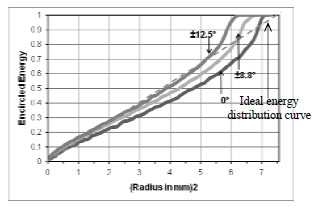 1
0.9
0.8
0.7
0.6
0.5
0.4
0.3
0.2
0.1
0
Encircled Energy
±12.5°
±8.8°
0°
Ideal energy
distribution curve
0 1 2 3 4 5 6 7
(Radius in mm)2